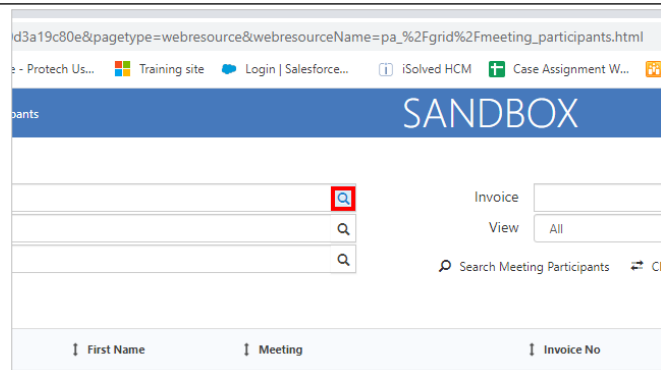 0d3a19c80e&pagetype=webresource&webresourceName=pa_%2Fgrid%2Fmeeting_participants.html
e - Protech Us... Training site Login | Salesforce... iSolved HCM Case Assignment W...
pants SANDBOX
Invoice
View All
Search Meeting Participants Cl
First Name Meeting Invoice No